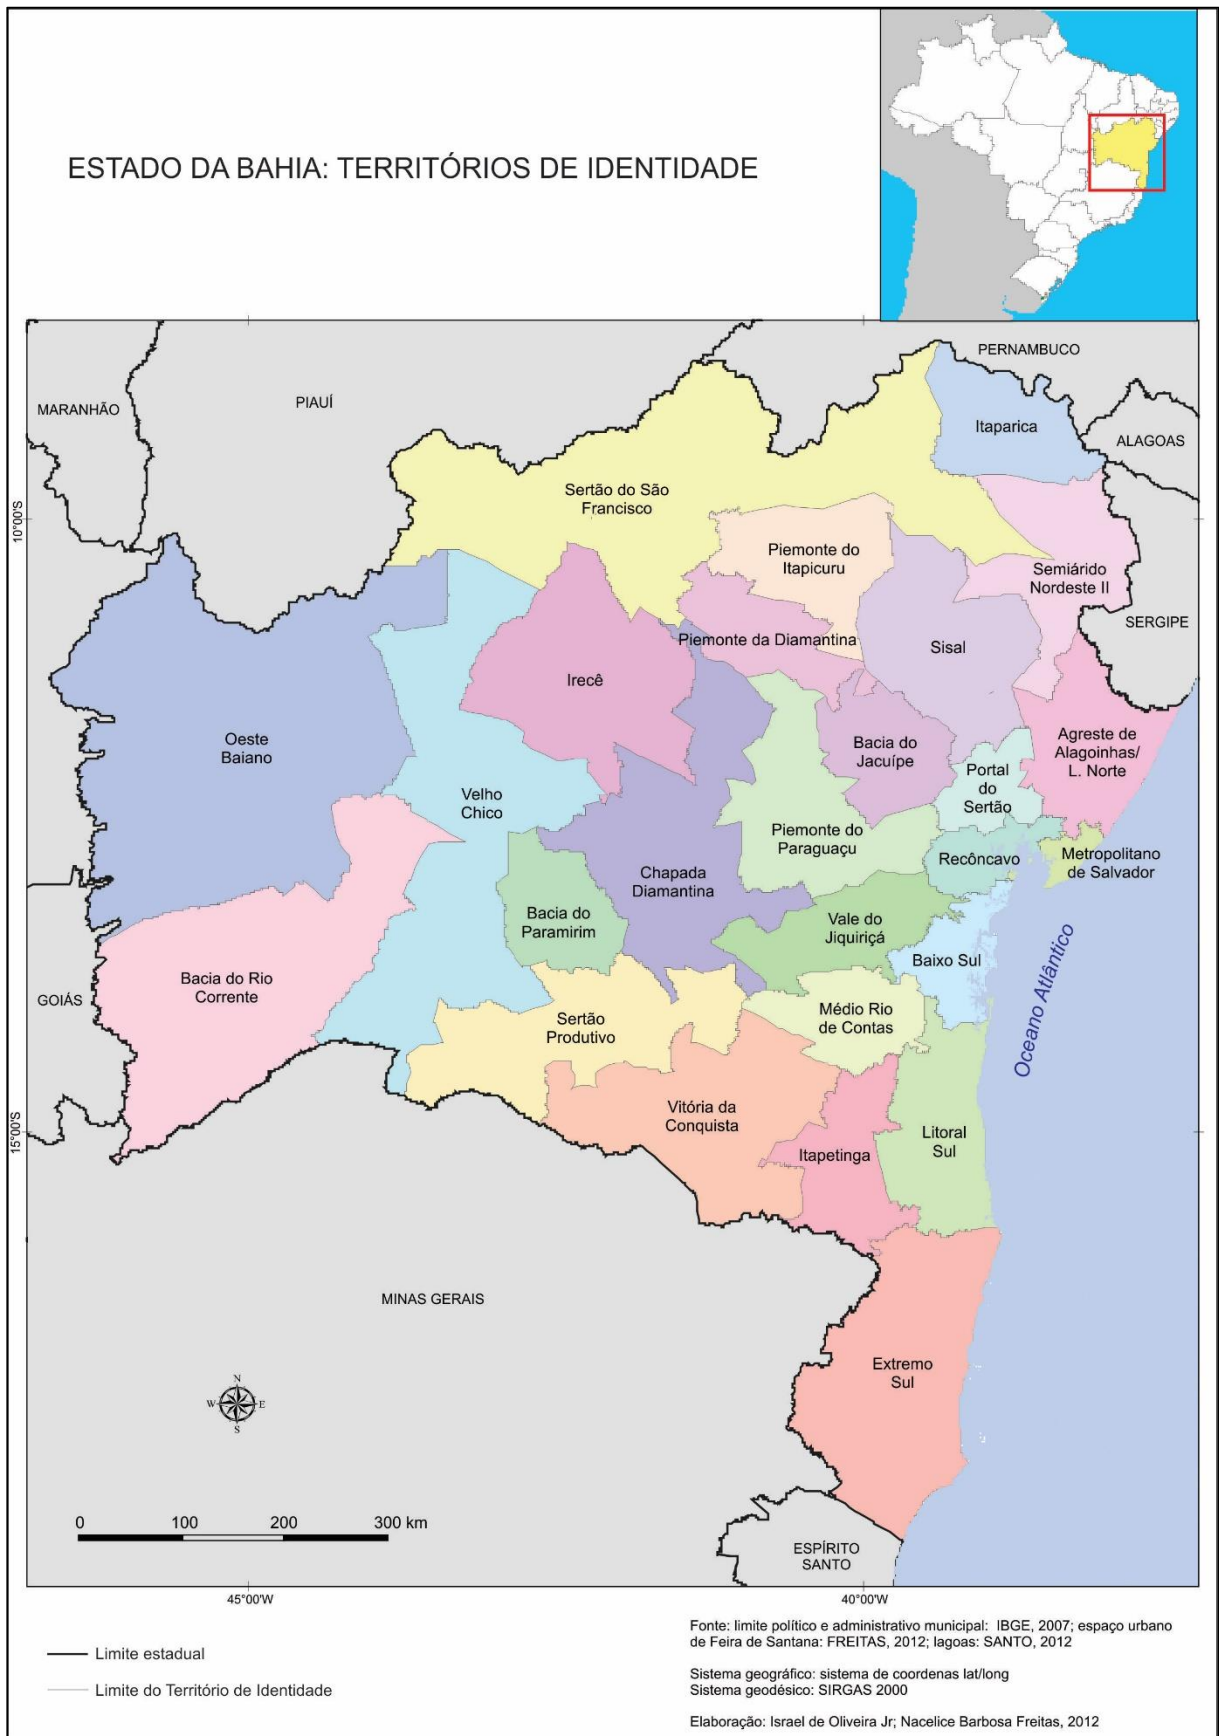 ESTADO DA BAHIA: TERRITÓRIOS DE IDENTIDADE
PERNAMBUCO
MARANHÃO
PIAUÍ
ALAGOAS
Itaparica
Sertão do São
Francisco
10°00'S
Piemonte do
Itapicuru
Semiárido
Nordeste II
SERGIPE
Piemonte da Diamantina
Sisal
Irecê
Oeste
Baiano
Agreste de
Alagoinhas/
L. Norte
Bacia do
Jacuípe
Portal
do
Sertão
Velho
Chico
Piemonte do
Paraguaçu
Recôncavo
Metropolitano
de Salvador
Chapada
Diamantina
Bacia do
Paramirim
Vale do
Jiquiriçá
Baixo Sul
Oceano Atlântico
Bacia do Rio
Corrente
GOIÁS
Sertão
Produtivo
Médio Rio
de Contas
Vitória da
Conquista
15°00'S
Itapetinga
Litoral
Sul
MINAS GERAIS
Extremo
Sul
N
W E
S
0 100 200 300 km
ESPÍRITO
SANTO
45°00'W
40°00'W
Limite estadual
Limite do Território de Identidade
Fonte: limite político e administrativo municipal: IBGE, 2007; espaço urbano
de Feira de Santana: FREITAS, 2012; lagoas: SANTO, 2012
Sistema geográfico: sistema de coordenas lat/long
Sistema geodésico: SIRGAS 2000
Elaboração: Israel de Oliveira Jr; Nacelice Barbosa Freitas, 2012